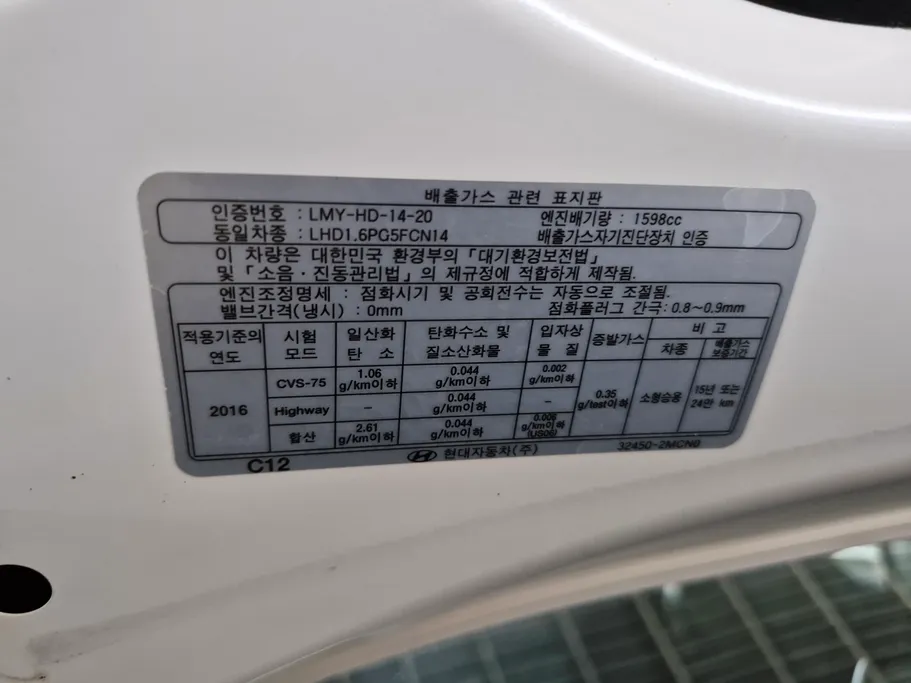 배출가스 관련 표지판
인증번호 : LMY-HD-14-20 엔진배기량 : 1598cc
동일차종 : LHD1.6PG5FCN14 배출가스자기진단장치 인증
이 차량은 대한민국 환경부의 「대기환경보전법」
및 「소음·진동관리법」의 제규정에 적합하게 제작됨.
엔진조정명세 : 점화시기 및 공회전수는 자동으로 조절됨.
밸브간격(냉시) : 0mm 점화플러그 간극: 0.8~0.9mm
적용기준의 연도 시험 모드 일산화 탄소 탄화수소 및 질소산화물 입자상 물질 증발가스 비고
차종 배출가스 보증기간
2016 CVS-75 1.06 g/km이하 0.044 g/km이하 0.002 g/km이하 0.35 g/test이하 소형승용 15년 또는 24만 km
Highway - 0.044 g/km이하 -
합산 2.61 g/km이하 0.044 g/km이하 0.006 g/km이하 (US06)
C12 현대자동차(주) 32450-2MCN0